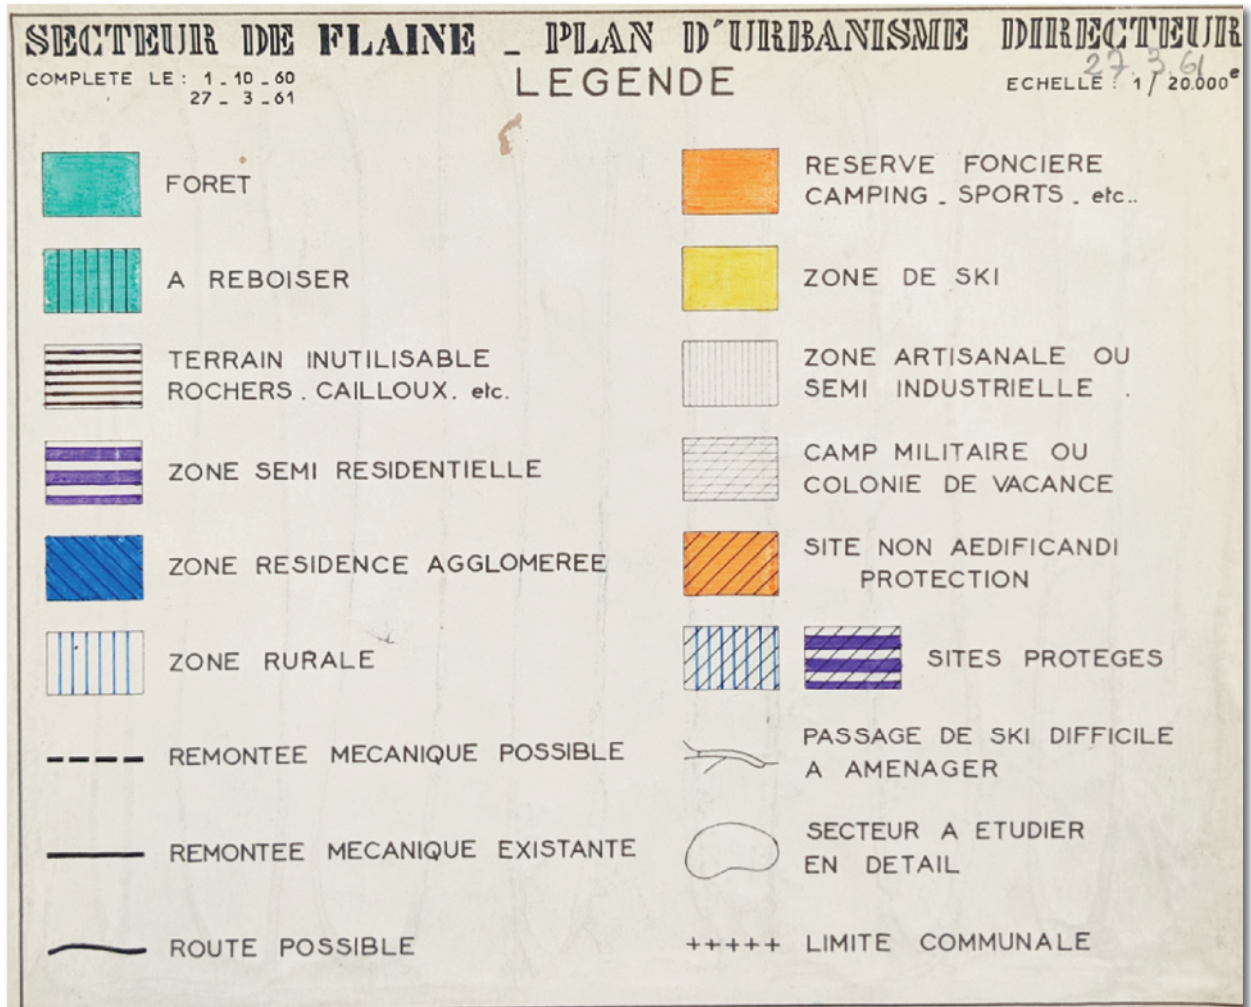 SECTEUR DE FLAINE _ PLAN D'URBANISME DIRECTEUR
COMPLETE LE : 1 _ 10 _ 60
27 _ 3 _ 61
LEGENDE
27.3.61
ECHELLE : 1 / 20.000e
FORET
A REBOISER
TERRAIN INUTILISABLE
ROCHERS . CAILLOUX . etc.
ZONE SEMI RESIDENTIELLE
ZONE RESIDENCE AGGLOMEREE
ZONE RURALE
REMONTEE MECANIQUE POSSIBLE
REMONTEE MECANIQUE EXISTANTE
ROUTE POSSIBLE
RESERVE FONCIERE
CAMPING _ SPORTS _ etc..
ZONE DE SKI
ZONE ARTISANALE OU
SEMI INDUSTRIELLE .
CAMP MILITAIRE OU
COLONIE DE VACANCE
SITE NON AEDIFICANDI
PROTECTION
SITES PROTEGES
PASSAGE DE SKI DIFFICILE
A AMENAGER
SECTEUR A ETUDIER
EN DETAIL
LIMITE COMMUNALE